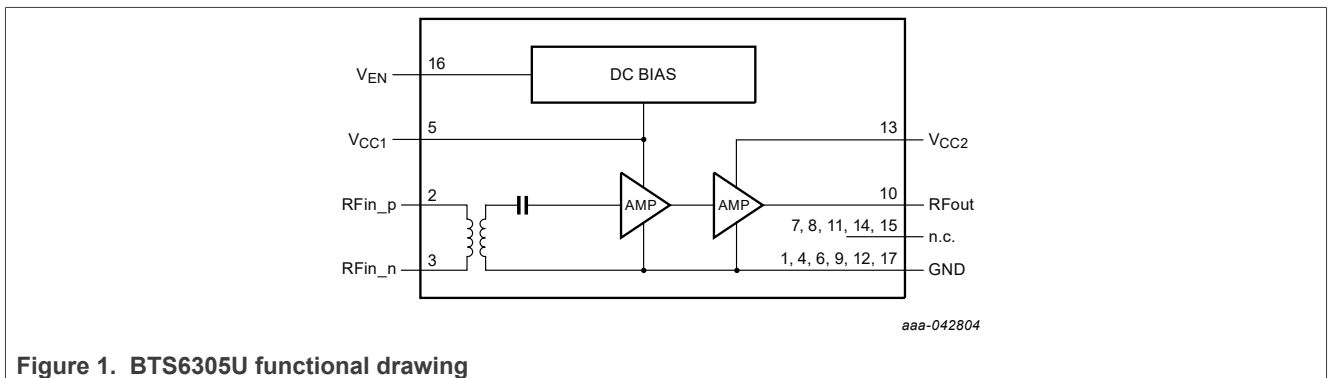 V_EN 16 DC BIAS
V_CC1 5 13 V_CC2
RFin_p 2 AMP AMP 10 RFout
7, 8, 11, 14, 15 n.c.
RFin_n 3 1, 4, 6, 9, 12, 17 GND
aaa-042804
Figure 1. BTS6305U functional drawing